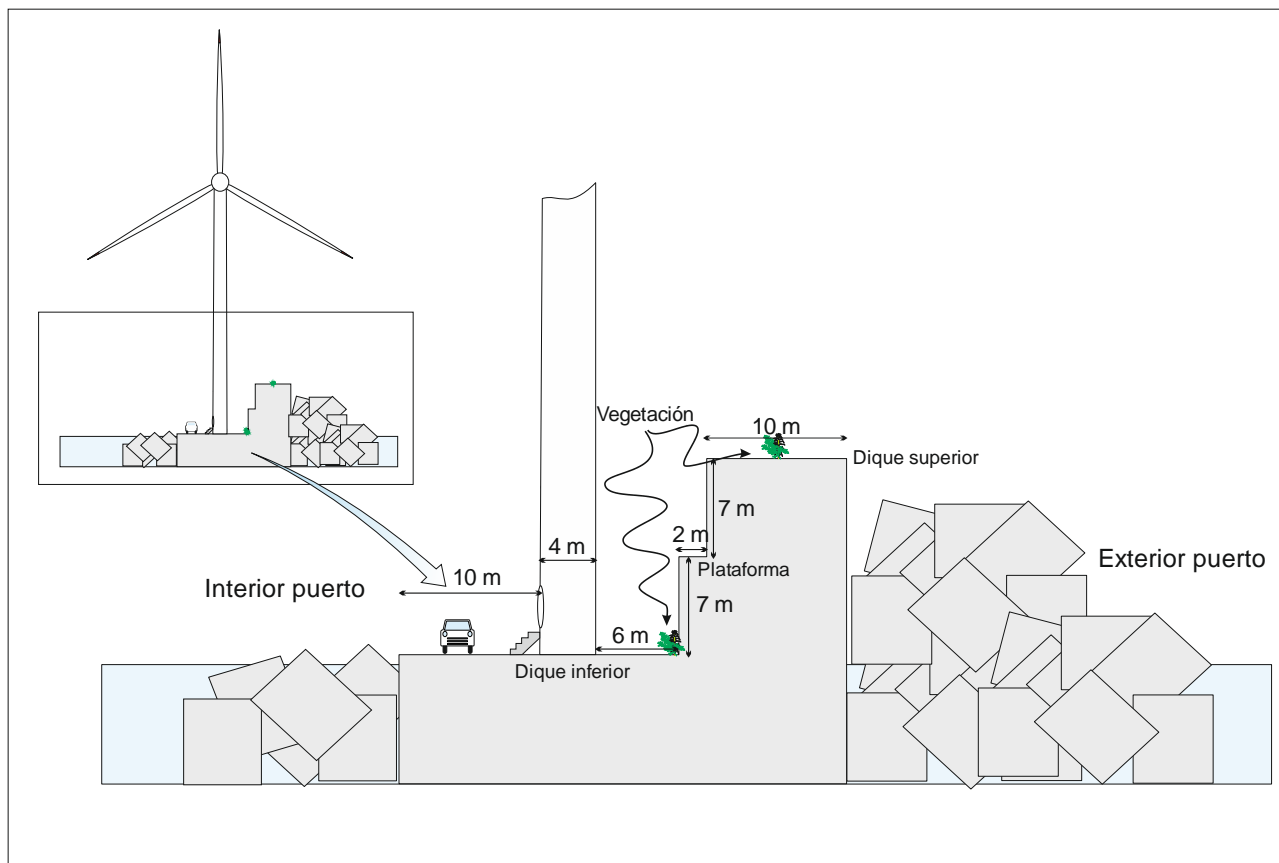 Vegetación
10 m
Dique superior
7 m
2 m
4 m
Plataforma
Exterior puerto
10 m
Interior puerto
7 m
6 m
Dique inferior